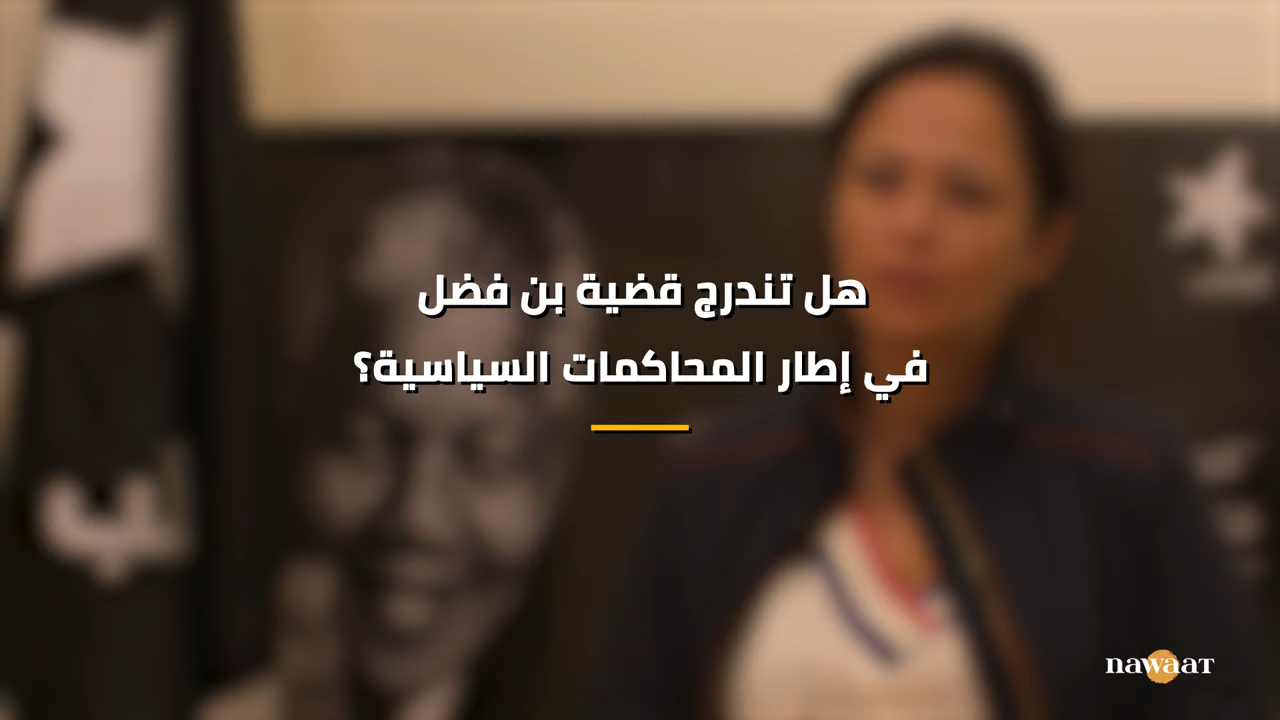 هل تندرج قضية بن فضل
في إطار المحاكمات السياسية؟
nawaat